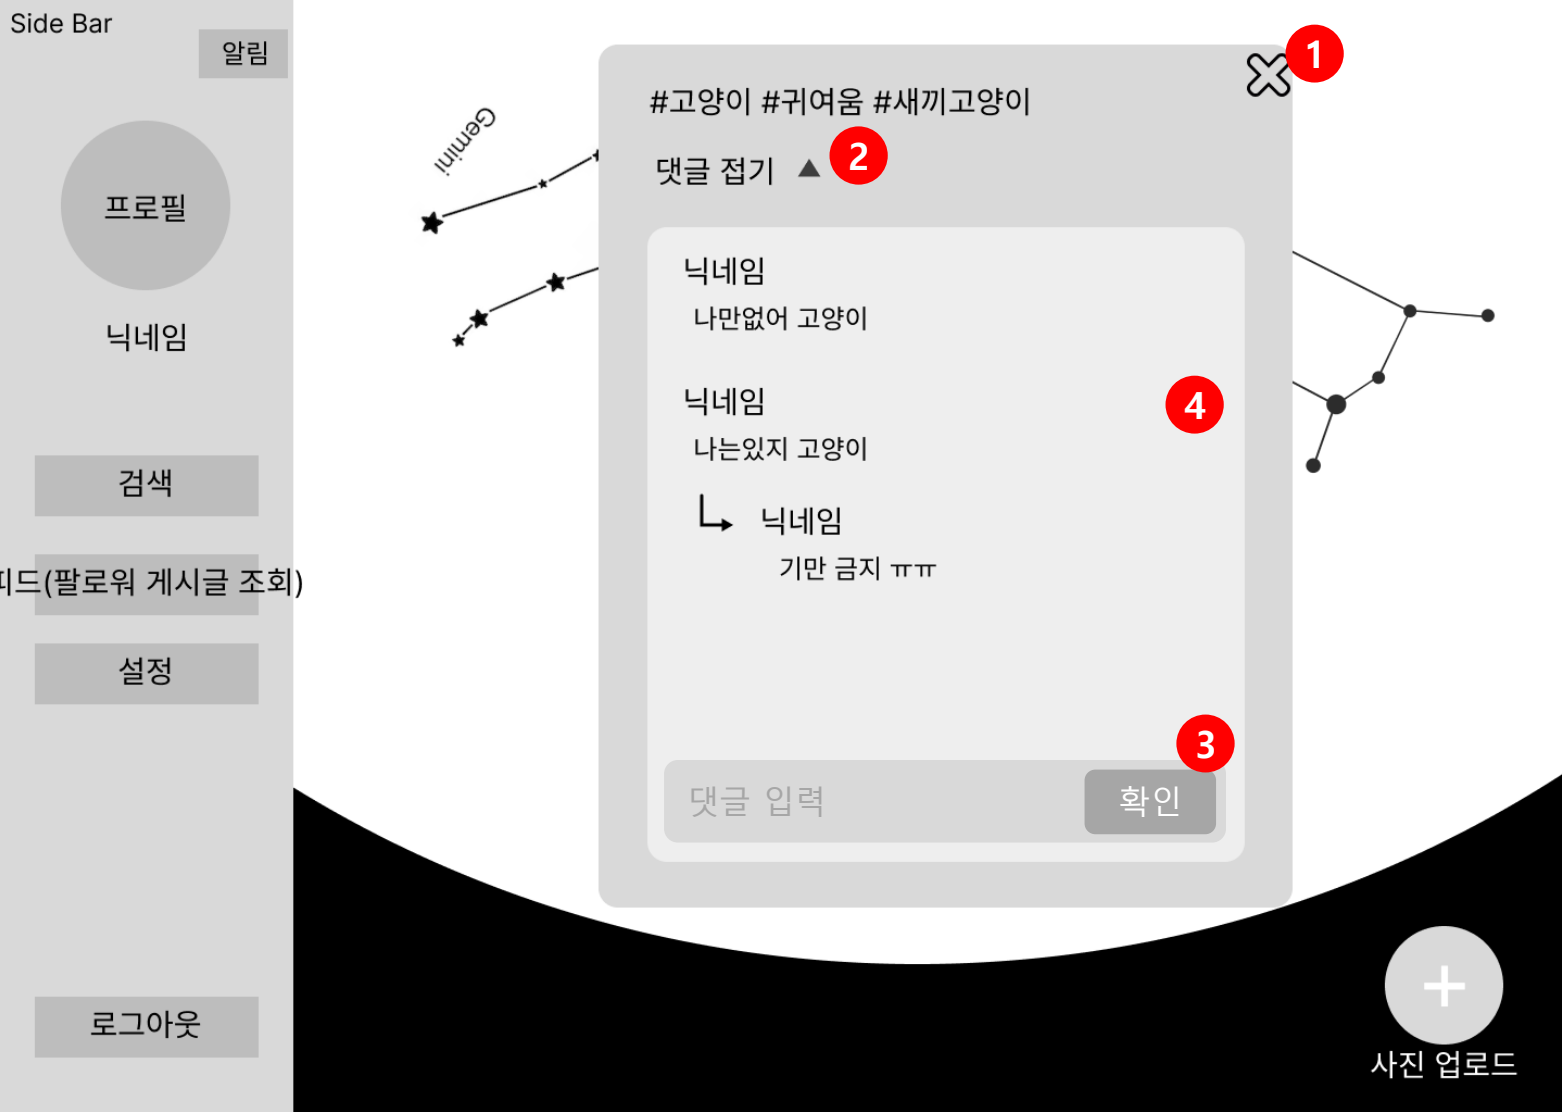 Side Bar
알림
프로필
닉네임
검색
피드(팔로워 게시글 조회)
설정
로그아웃
Gemini
1
#고양이 #귀여움 #새끼고양이
댓글 접기 ▲
2
닉네임
나만없어 고양이
닉네임
4
나는있지 고양이
닉네임
기만 금지 ㅠㅠ
3
댓글 입력
확인
+
사진 업로드